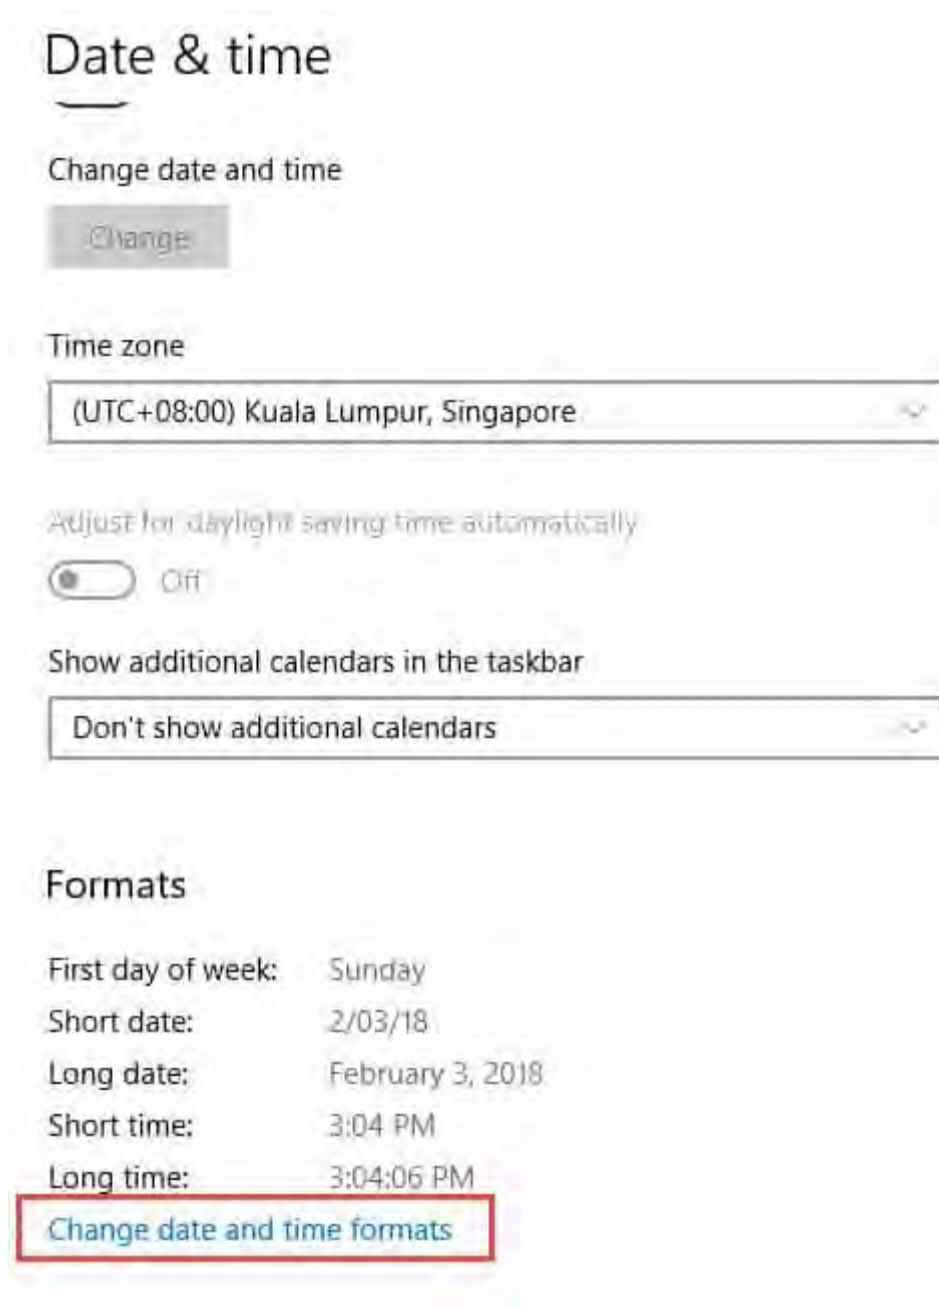 Date & time
Change date and time
Change
Time zone
(UTC+08:00) Kuala Lumpur, Singapore
Adjust for daylight saving time automatically
Off
Show additional calendars in the taskbar
Don't show additional calendars
Formats
First day of week: Sunday
Short date: 2/03/18
Long date: February 3, 2018
Short time: 3:04 PM
Long time: 3:04:06 PM
Change date and time formats